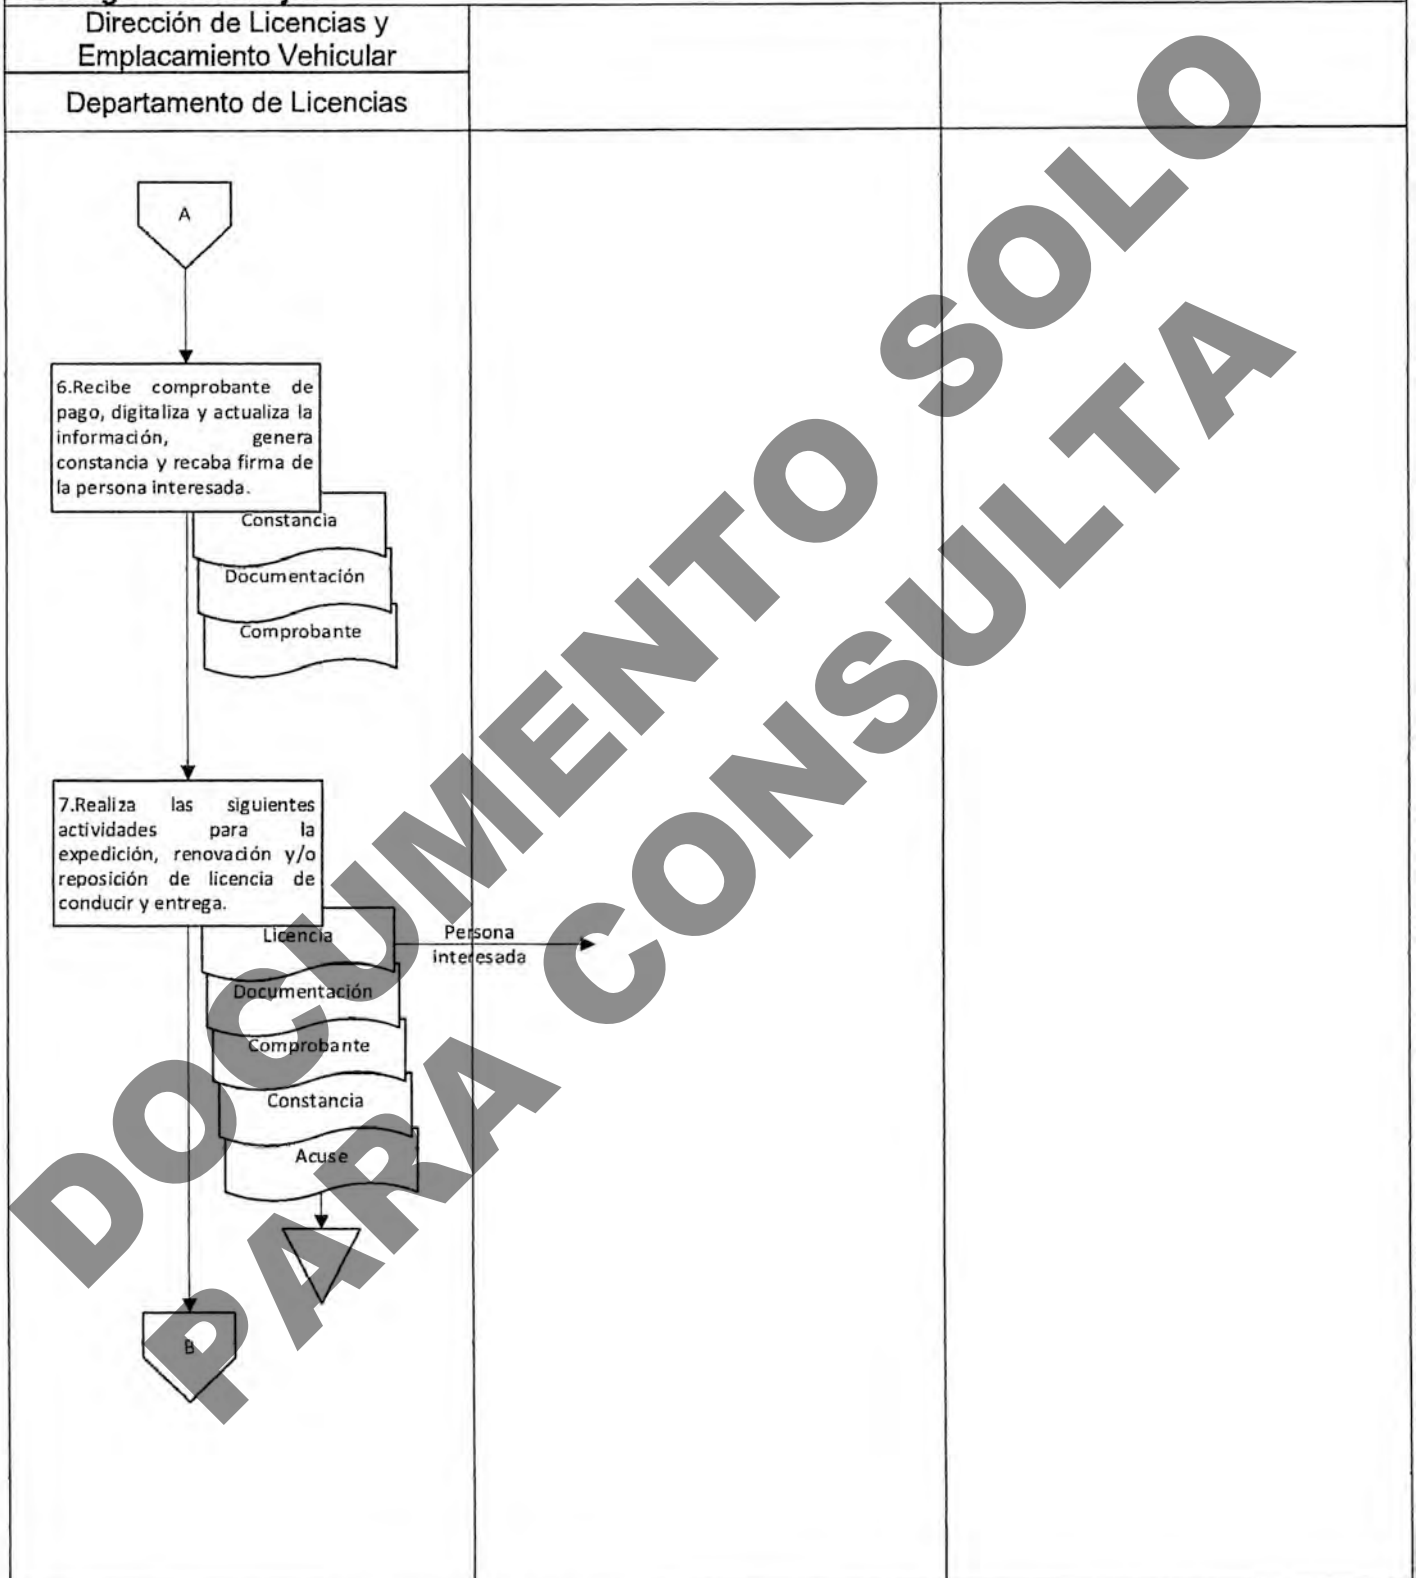 Dirección de Licencias y
Emplacamiento Vehicular
Departamento de Licencias
A
6.Recibe comprobante de
pago, digitaliza y actualiza la
información, genera
constancia y recaba firma de
la persona interesada.
Constancia
Documentación
Comprobante
7.Realiza las siguientes
actividades para la
expedición, renovación y/o
reposición de licencia de
conducir y entrega.
Licencia
Persona
interesada
Documentación
Comprobante
Constancia
Acuse
B
DOCUMENTO SOLO
PARA CONSULTA